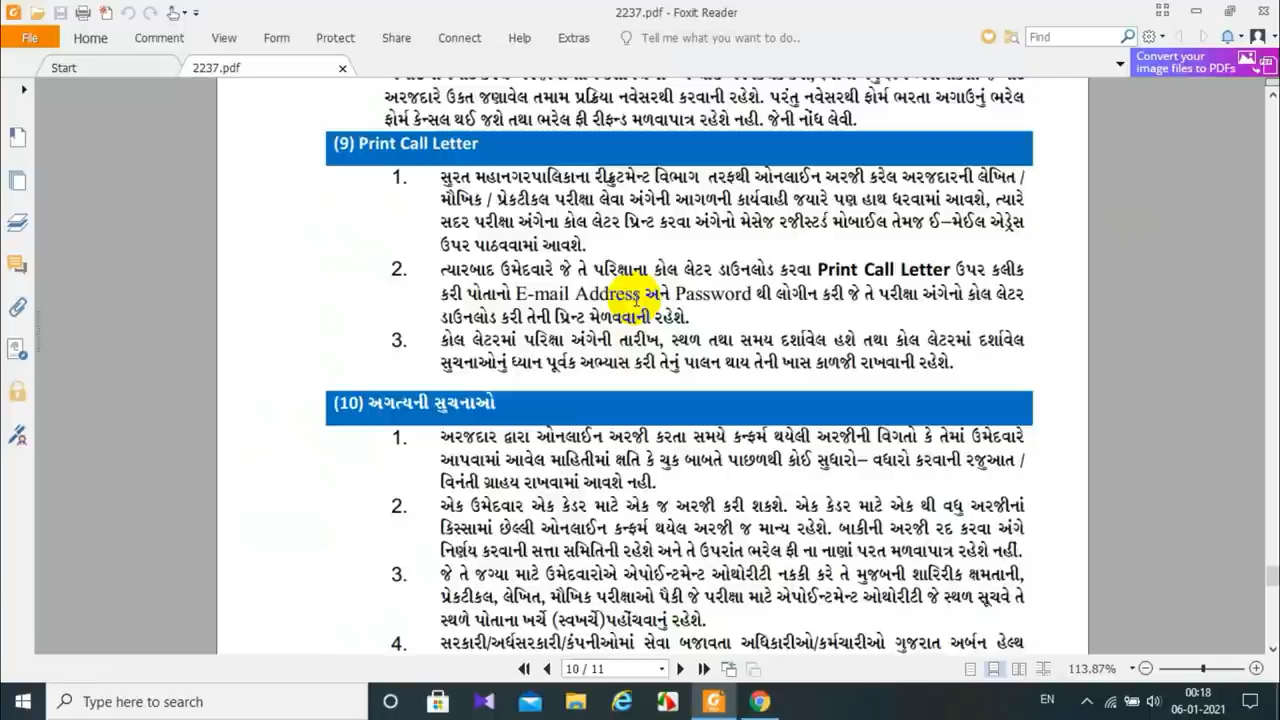 2237.pdf - Foxit Reader
File Home Comment View Form Protect Share Connect Help Extras Tell me what you want to do.. Find
Start 2237.pdf
Convert your
image files to PDFs
અરજદારે ઉકત જણાવેલ તમામ પ્રક્રિયા નવેસરથી કરવાની રહેશે. પરંતુ નવેસરથી ફોર્મ ભરતા અગાઉનું ભરેલ
ફોર્મ કેન્સલ થઈ જશે તથા ભરેલ ફી રીફન્ડ મળવાપાત્ર રહેશે નહી. જેની નોંધ લેવી.
(9) Print Call Letter
1. સુરત મહાનગરપાલિકાના રીક્રુટમેન્ટ વિભાગ તરફથી ઓનલાઈન અરજી કરેલ અરજદારની લેખિત /
મૌખિક / પ્રેકટીકલ પરીક્ષા લેવા અંગેની આગળની કાર્યવાહી જયારે પણ હાથ ધરવામાં આવશે, ત્યારે
સદર પરીક્ષા અંગેના કોલ લેટર પ્રિન્ટ કરવા અંગેનો મેસેજ રજીસ્ટર્ડ મોબાઈલ તેમજ ઈ–મેઈલ એડ્રેસ
ઉપર પાઠવવામાં આવશે.
2. ત્યારબાદ ઉમેદવારે જે તે પરિક્ષાના કોલ લેટર ડાઉનલોડ કરવા Print Call Letter ઉપર કલીક
કરી પોતાનો E-mail Address અને Password થી લોગીન કરી જે તે પરીક્ષા અંગેનો કોલ લેટર
ડાઉનલોડ કરી તેની પ્રિન્ટ મેળવવાની રહેશે.
3. કોલ લેટરમાં પરિક્ષા અંગેની તારીખ, સ્થળ તથા સમય દર્શાવેલ હશે તથા કોલ લેટરમાં દર્શાવેલ
સુચનાઓનું ધ્યાન પૂર્વક અભ્યાસ કરી તેનું પાલન થાય તેની ખાસ કાળજી રાખવાની રહેશે.
(10) અગત્યની સુચનાઓ
1. અરજદાર દ્વારા ઓનલાઈન અરજી કરતા સમયે કન્ફર્મ થયેલી અરજીની વિગતો કે તેમાં ઉમેદવારે
આપવામાં આવેલ માહિતીમાં ક્ષતિ કે ચુક બાબતે પાછળથી કોઈ સુધારો– વધારો કરવાની રજુઆત /
વિનંતી ગ્રાહય રાખવામાં આવશે નહી.
2. એક ઉમેદવાર એક કેડર માટે એક જ અરજી કરી શકશે. એક કેડર માટે એક થી વધુ અરજીનાં
કિસ્સામાં છેલ્લી ઓનલાઈન કન્ફર્મ થયેલ અરજી જ માન્ય રહેશે. બાકીની અરજી રદ કરવા અંગે
નિર્ણય કરવાની સત્તા સમિતિની રહેશે અને તે ઉપરાંત ભરેલ ફી ના નાણાં પરત મળવાપાત્ર રહેશે નહીં.
3. જે તે જગ્યા માટે ઉમેદવારોએ એપોઈન્ટમેન્ટ ઓથોરીટી નકકી કરે તે મુજબની શારિરીક ક્ષમતાની,
પ્રેકટીકલ, લેખિત, મૌખિક પરીક્ષાઓ પૈકી જે પરીક્ષા માટે એપોઈન્ટમેન્ટ ઓથોરીટી જે સ્થળ સૂચવે તે
સ્થળે પોતાના ખર્ચે (સ્વખર્ચે)પહોંચવાનું રહેશે.
4. સરકારી/અર્ધસરકારી/કંપનીઓમાં સેવા બજાવતા અધિકારીઓ/કર્મચારીઓ ગુજરાત અર્બન હેલ્થ
10 / 11 113.87%
Type here to search EN 00:18
06-01-2021